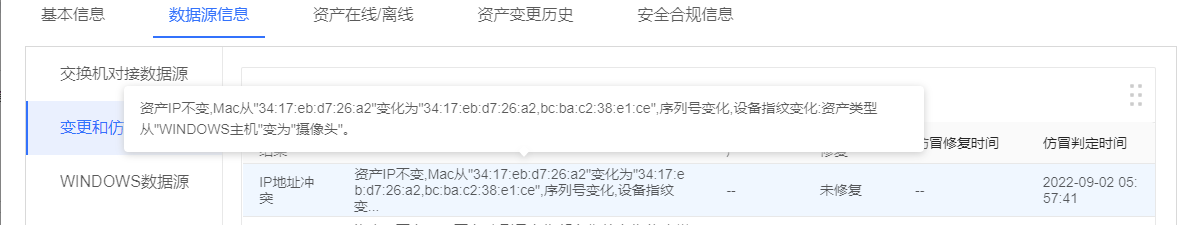 基本信息
数据源信息
资产在线/离线
资产变更历史
安全合规信息
交换机对接数据源
资产IP不变,Mac从"34:17:eb:d7:26:a2"变化为"34:17:eb:d7:26:a2,bc:ba:c2:38:e1:ce",序列号变化,设备指纹变化:资产类型
从"WINDOWS主机"变为"摄像头"。
变更和仿
结果
修复
仿冒修复时间
仿冒判定时间
WINDOWS数据源
IP地址冲
突
资产IP不变,Mac从"34:17:eb:d7:26:a2"变化为"34:17:e
b:d7:26:a2,bc:ba:c2:38:e1:ce",序列号变化,设备指纹
变...
--
未修复
--
2022-09-02 05:
57:41